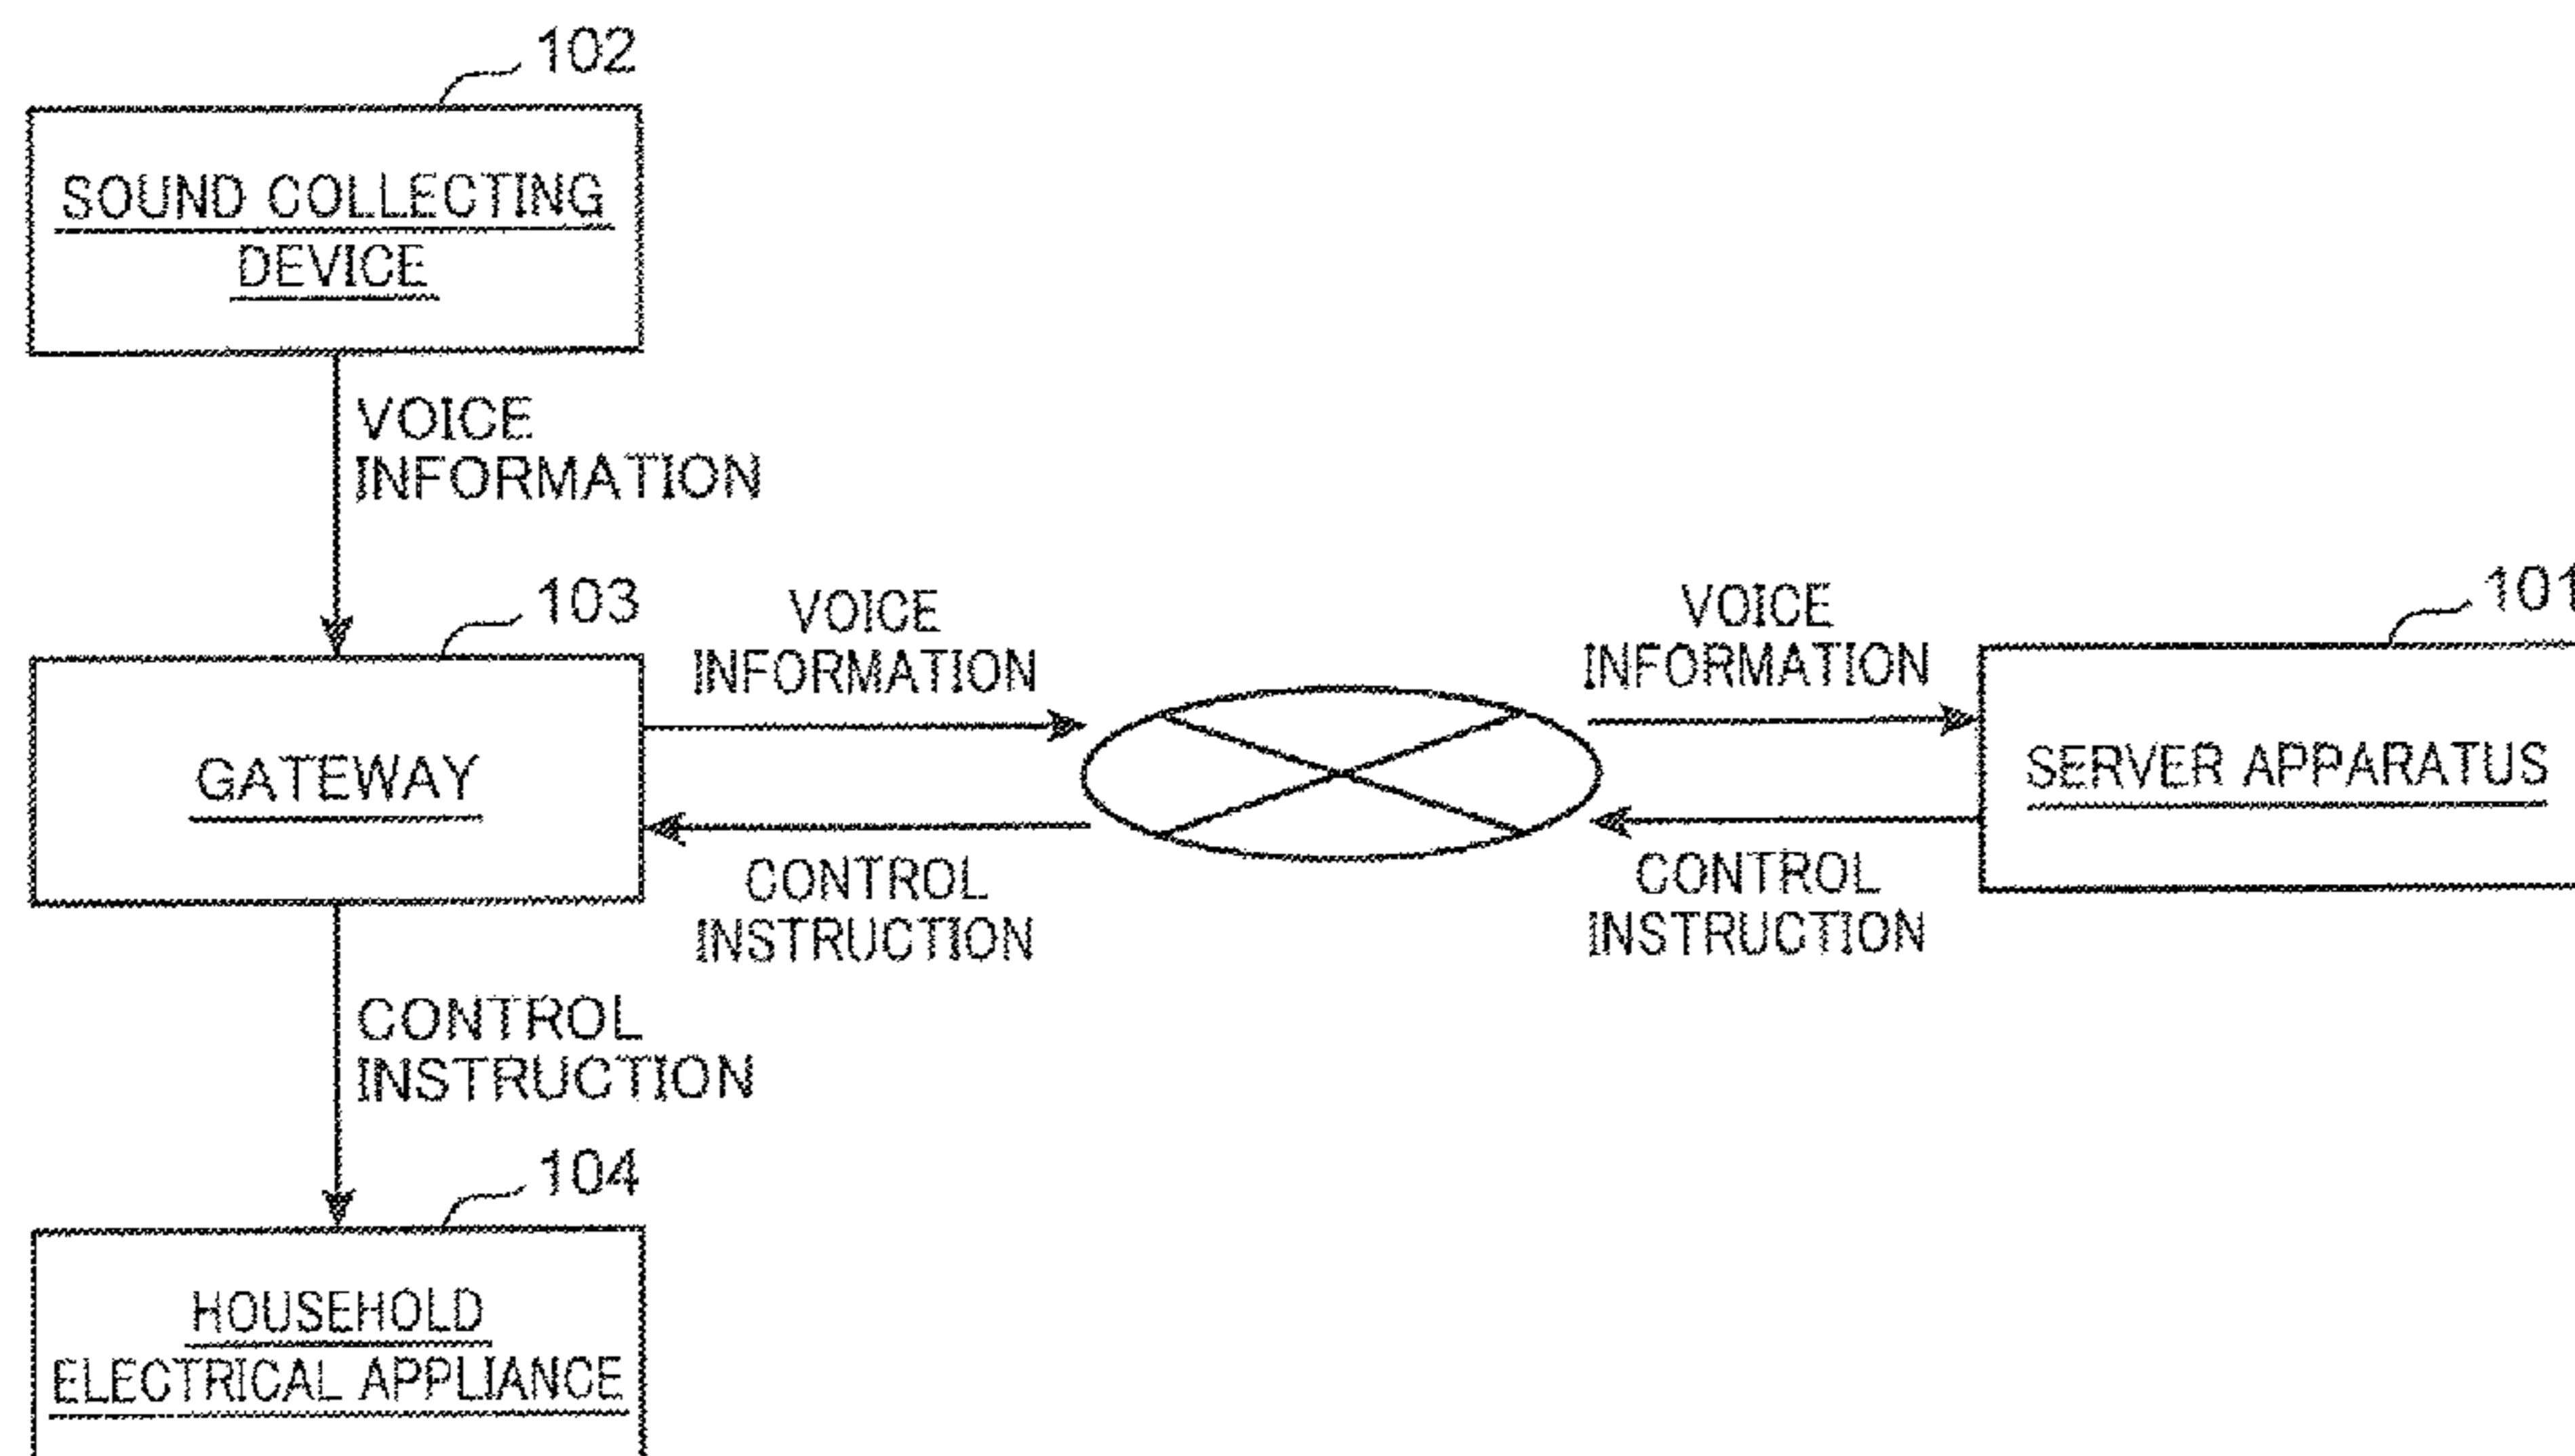 102
SOUND COLLECTING
DEVICE
VOICE
INFORMATION
103
GATEWAY
VOICE
INFORMATION
CONTROL
INSTRUCTION
VOICE
INFORMATION
CONTROL
INSTRUCTION
101
SERVER APPARATUS
CONTROL
INSTRUCTION
104
HOUSEHOLD
ELECTRICAL APPLIANCE